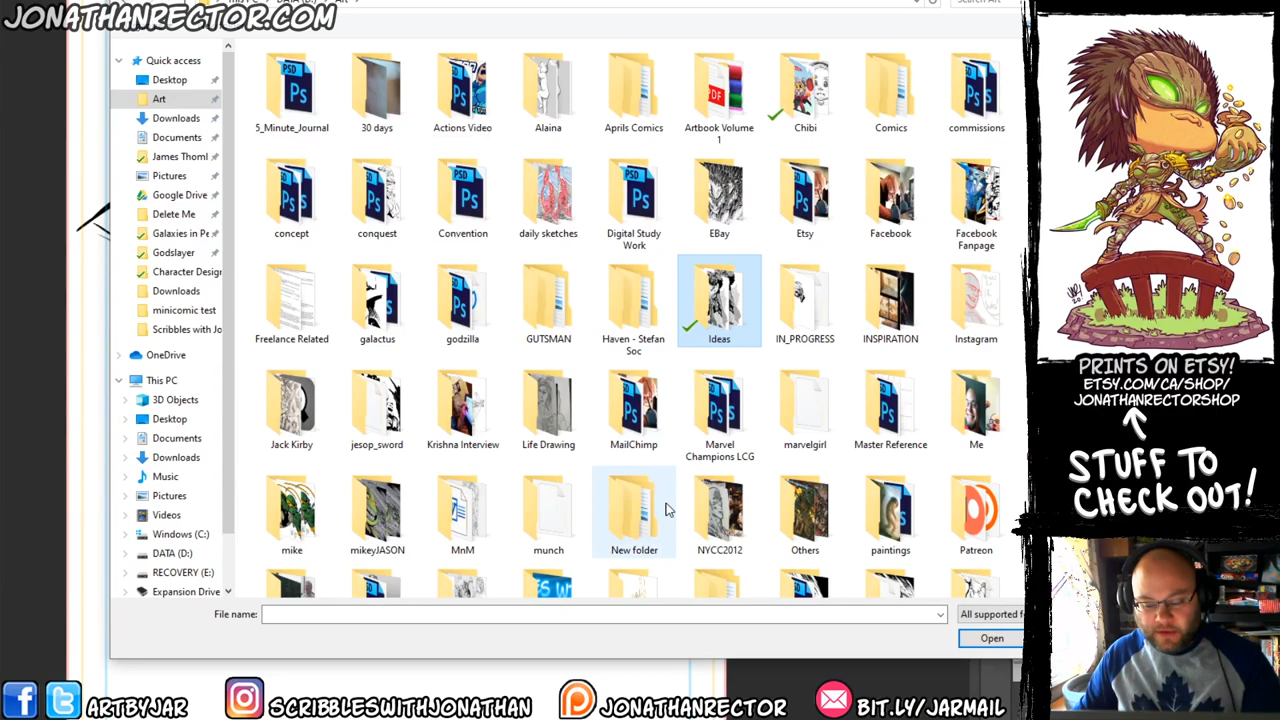 JONATHANRECTOR.COM
Quick access
Desktop
Art
Downloads
Documents
James Thoml
Pictures
Google Drive
Delete Me
Galaxies in Pe
Godslayer
Character Design
Downloads
minicomic test
Scribbles with Jo
OneDrive
This PC
3D Objects
Desktop
Documents
Downloads
Music
Pictures
Videos
Windows (C:)
DATA (D:)
RECOVERY (E:)
Expansion Drive
5_Minute_Journal
30 days
Actions Video
Alaina
Aprils Comics
Artbook Volume
1
Chibi
Comics
commissions
concept
conquest
Convention
daily sketches
Digital Study
Work
EBay
Etsy
Facebook
Facebook
Fanpage
Freelance Related
galactus
godzilla
GUTSMAN
Haven - Stefan
Soc
Ideas
IN_PROGRESS
INSPIRATION
Instagram
Jack Kirby
jesop_sword
Krishna Interview
Life Drawing
MailChimp
Marvel
Champions LCG
marvelgirl
Master Reference
Me
mike
mikeyJASON
MnM
munch
New folder
NYCC2012
Others
paintings
Patreon
File name:
All supported fo
Open
PRINTS ON ETSY!
ETSY.COM/CA/SHOP/
JONATHANRECTORSHOP
STUFF TO
CHECK OUT!
ARTBYJAR
SCRIBBLESWITHJONATHAN
JONATHANRECTOR
BIT.LY/JARMAIL